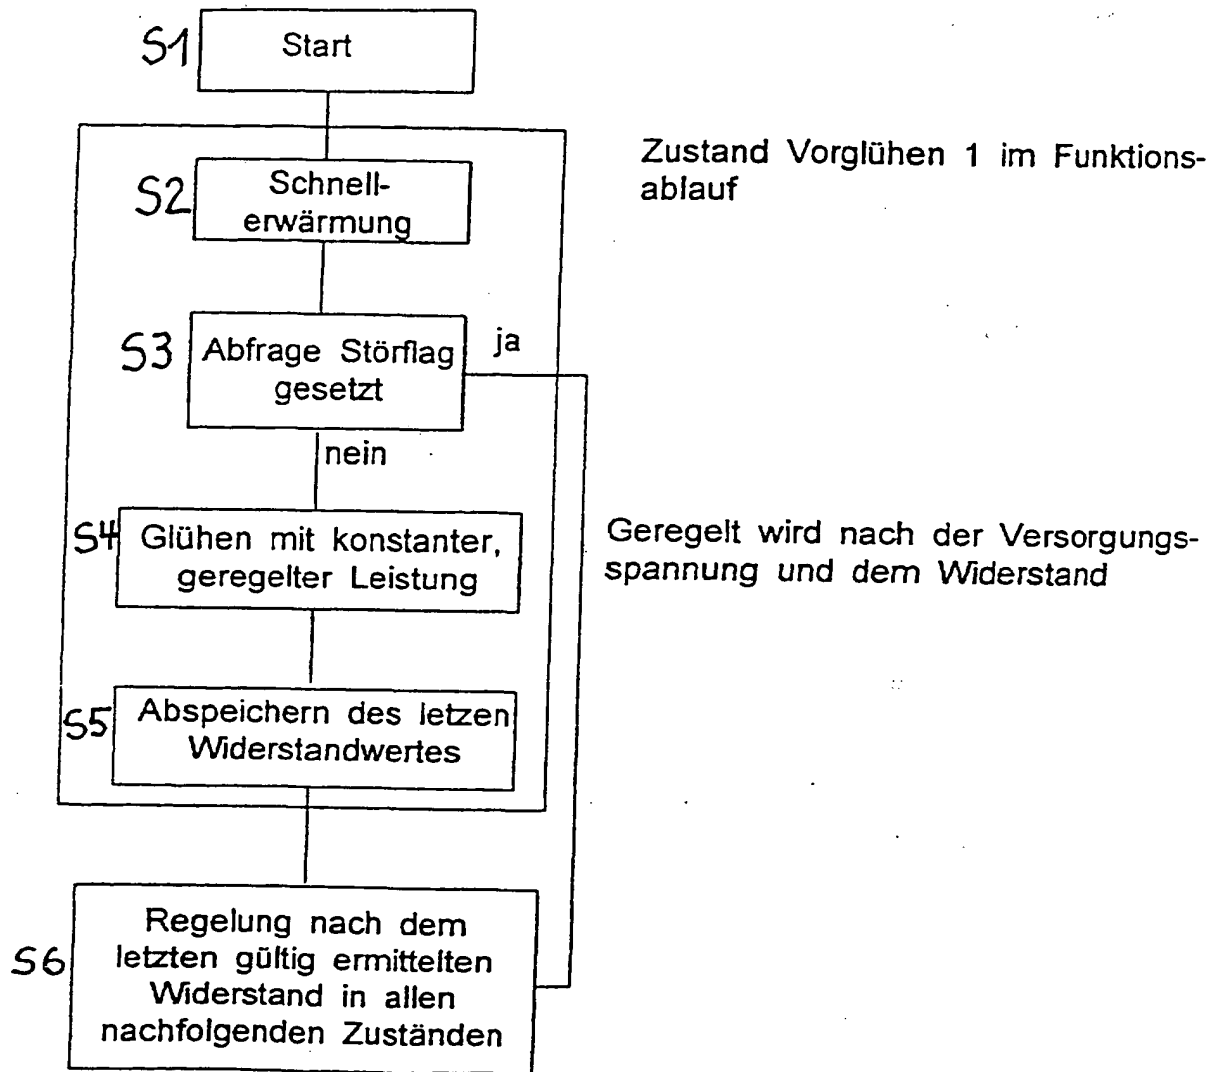 S1 Start
Zustand Vorglühen 1 im Funktions-
ablauf
S2 Schnell-
erwärmung
S3 Abfrage Störflag
gesetzt
ja
nein
S4 Glühen mit konstanter,
geregelter Leistung
Geregelt wird nach der Versorgungs-
spannung und dem Widerstand
S5 Abspeichern des letzen
Widerstandwertes
S6 Regelung nach dem
letzten gültig ermittelten
Widerstand in allen
nachfolgenden Zuständen